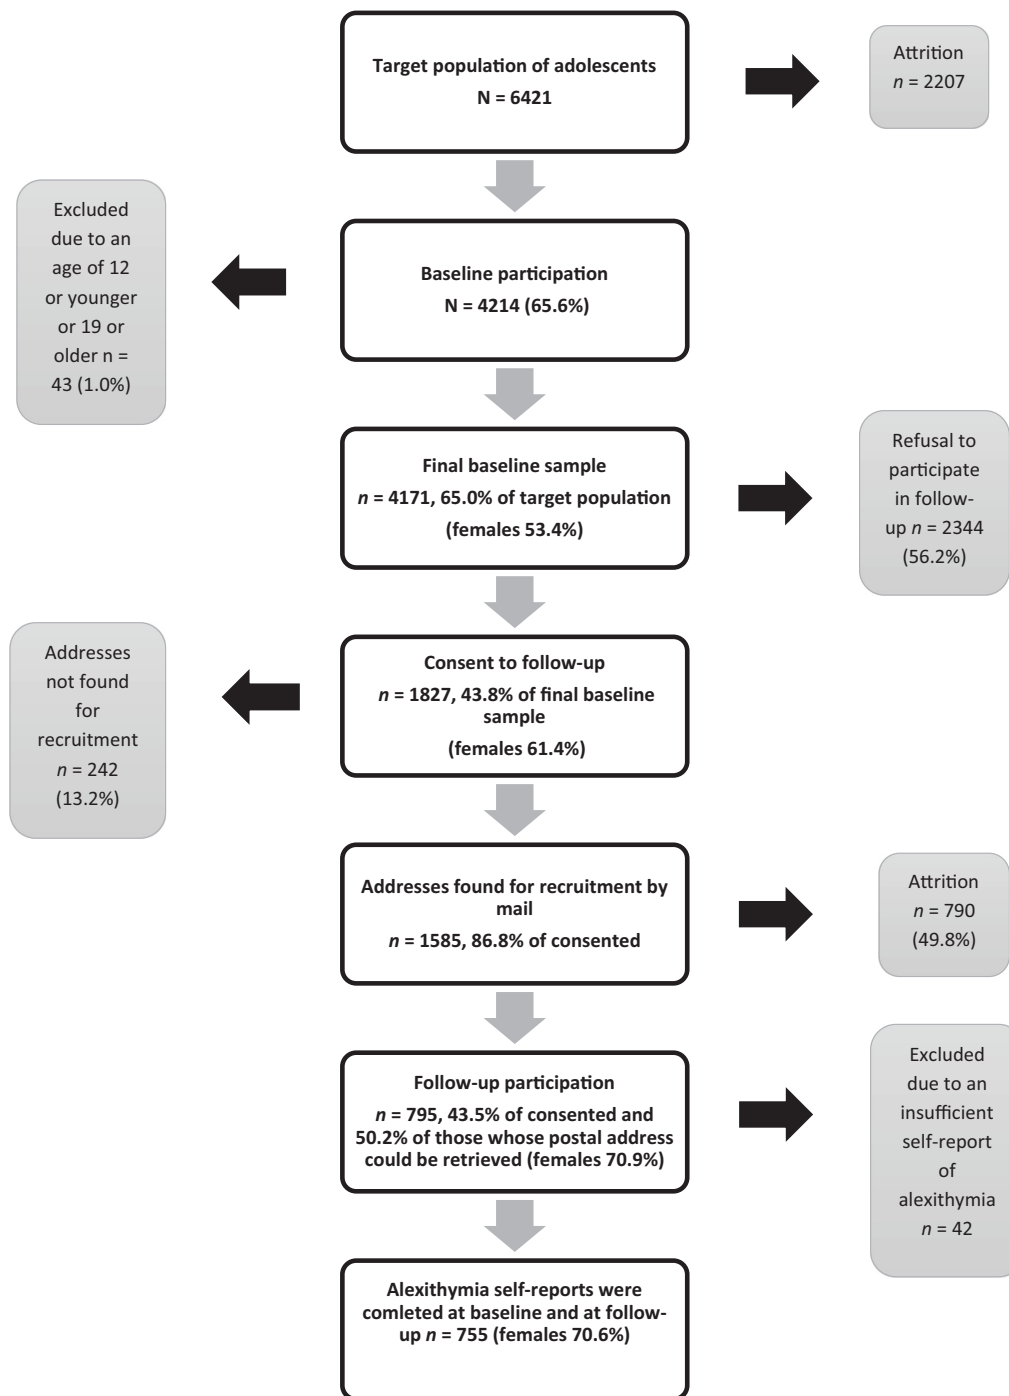 Target population of adolescents
N = 6421
Attrition
n = 2207
Excluded
due to an
age of 12
or younger
or 19 or
older n =
43 (1.0%)
Baseline participation
N = 4214 (65.6%)
Final baseline sample
n = 4171, 65.0% of target population
(females 53.4%)
Refusal to
participate
in follow-
up n = 2344
(56.2%)
Addresses
not found
for
recruitment
n = 242
(13.2%)
Consent to follow-up
n = 1827, 43.8% of final baseline
sample
(females 61.4%)
Addresses found for recruitment by
mail
n = 1585, 86.8% of consented
Attrition
n = 790
(49.8%)
Follow-up participation
n = 795, 43.5% of consented and
50.2% of those whose postal address
could be retrieved (females 70.9%)
Excluded
due to an
insufficient
self-report
of
alexithymia
n = 42
Alexithymia self-reports were
comleted at baseline and at follow-
up n = 755 (females 70.6%)